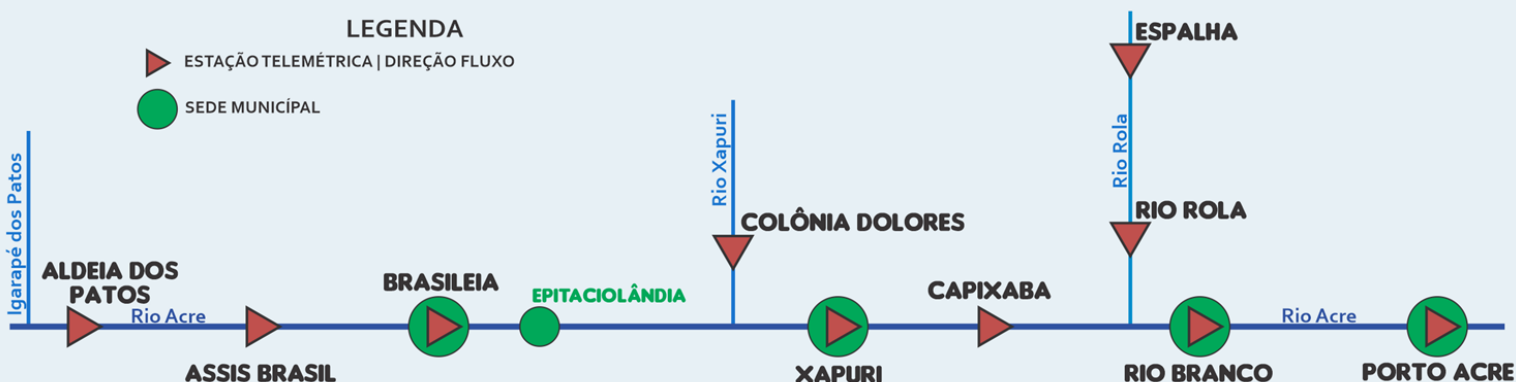 LEGENDA
ESTAÇÃO TELEMÉTRICA | DIREÇÃO FLUXO
SEDE MUNICÍPAL
Igarapé dos Patos
ALDEIA DOS
PATOS
Rio Acre
ASSIS BRASIL
BRASILEIA
EPITACIOLÂNDIA
Rio Xapuri
COLÔNIA DOLORES
XAPURI
CAPIXABA
ESPALHA
Rio Rola
RIO ROLA
RIO BRANCO
Rio Acre
PORTO ACRE